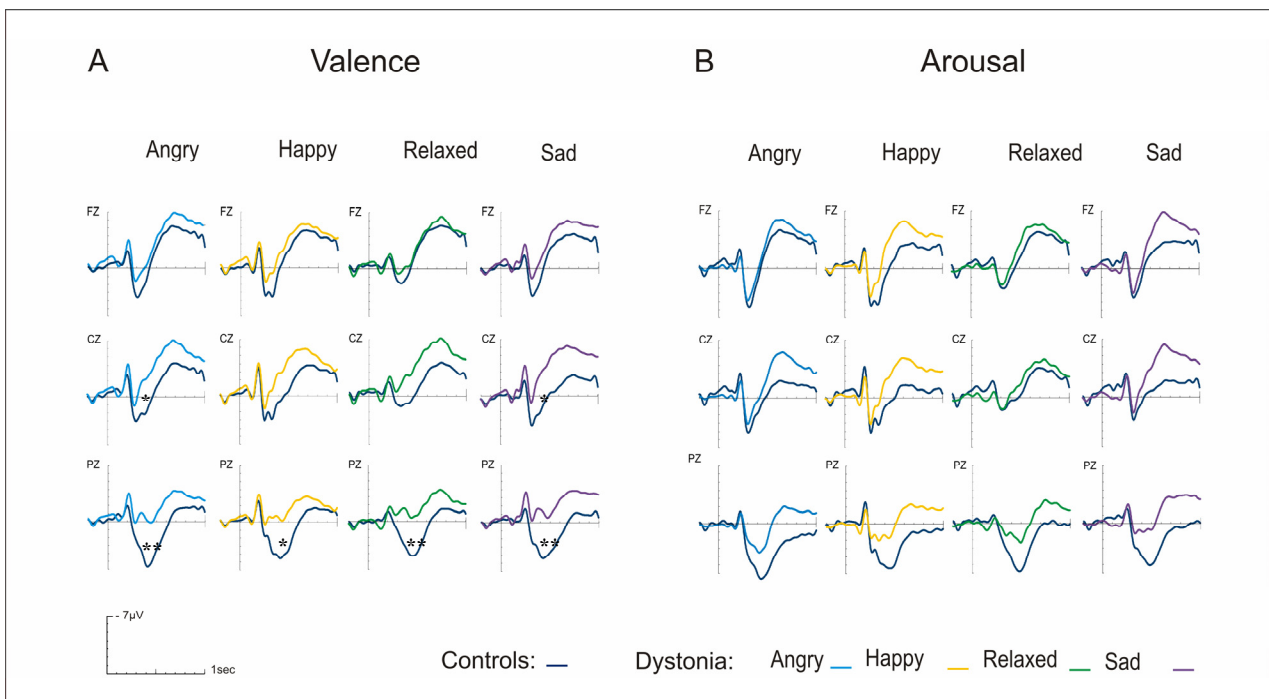 A Valence B Arousal
Angry Happy Relaxed Sad Angry Happy Relaxed Sad
FZ FZ FZ FZ FZ FZ FZ FZ
CZ CZ CZ CZ CZ CZ CZ CZ
*
*
PZ PZ PZ PZ PZ PZ PZ PZ
** * ** **
- 7µV
1sec
Controls: Dystonia: Angry Happy Relaxed Sad